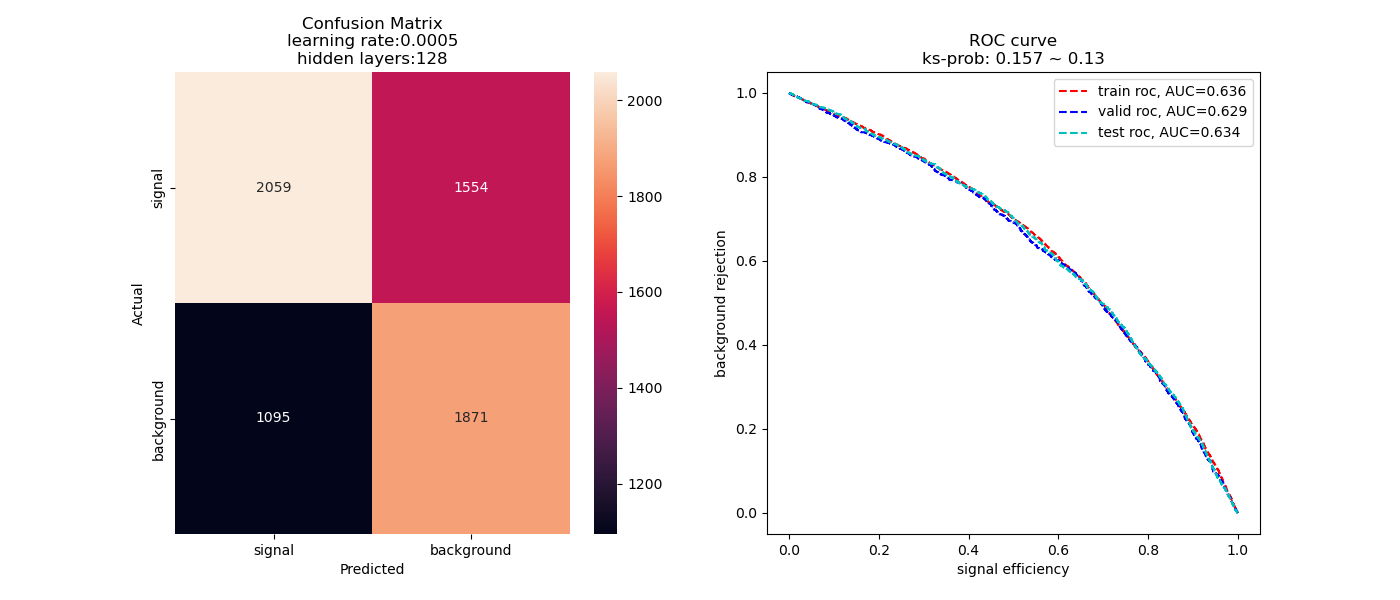 Confusion Matrix
learning rate:0.0005
hidden layers:128
2059
1554
1095
1871
signal
background
Actual
signal
background
Predicted
2000
1800
1600
1400
1200
ROC curve
ks-prob: 0.157 ~ 0.13
train roc, AUC=0.636
valid roc, AUC=0.629
test roc, AUC=0.634
1.0
0.8
0.6
0.4
0.2
0.0
background rejection
0.0
0.2
0.4
0.6
0.8
1.0
signal efficiency